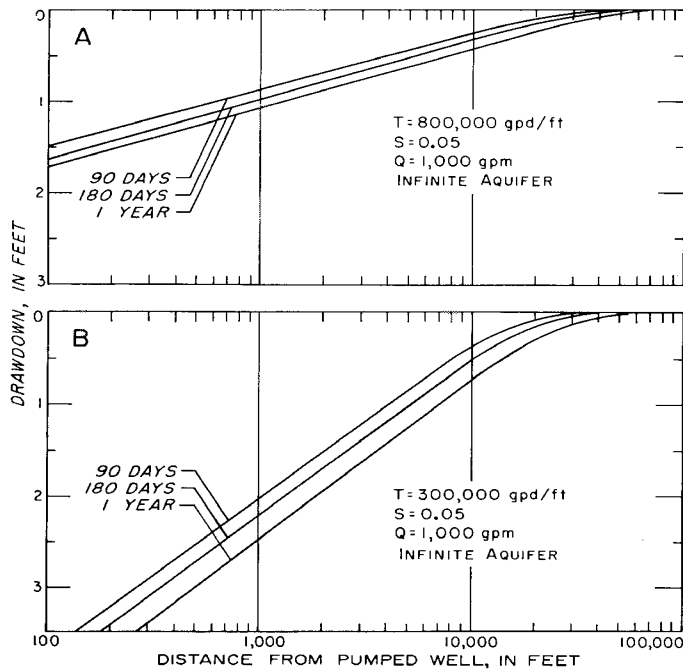 0
A
1
T=800,000 gpd/ft
S=0.05
Q=1,000 gpm
INFINITE AQUIFER
90 DAYS
180 DAYS
1 YEAR
2
3
DRAWDOWN, IN FEET
0
B
1
90 DAYS
180 DAYS
1 YEAR
2
T=300,000 gpd/ft
S=0.05
Q=1,000 gpm
INFINITE AQUIFER
3
100 1,000 10,000 100,000
DISTANCE FROM PUMPED WELL, IN FEET